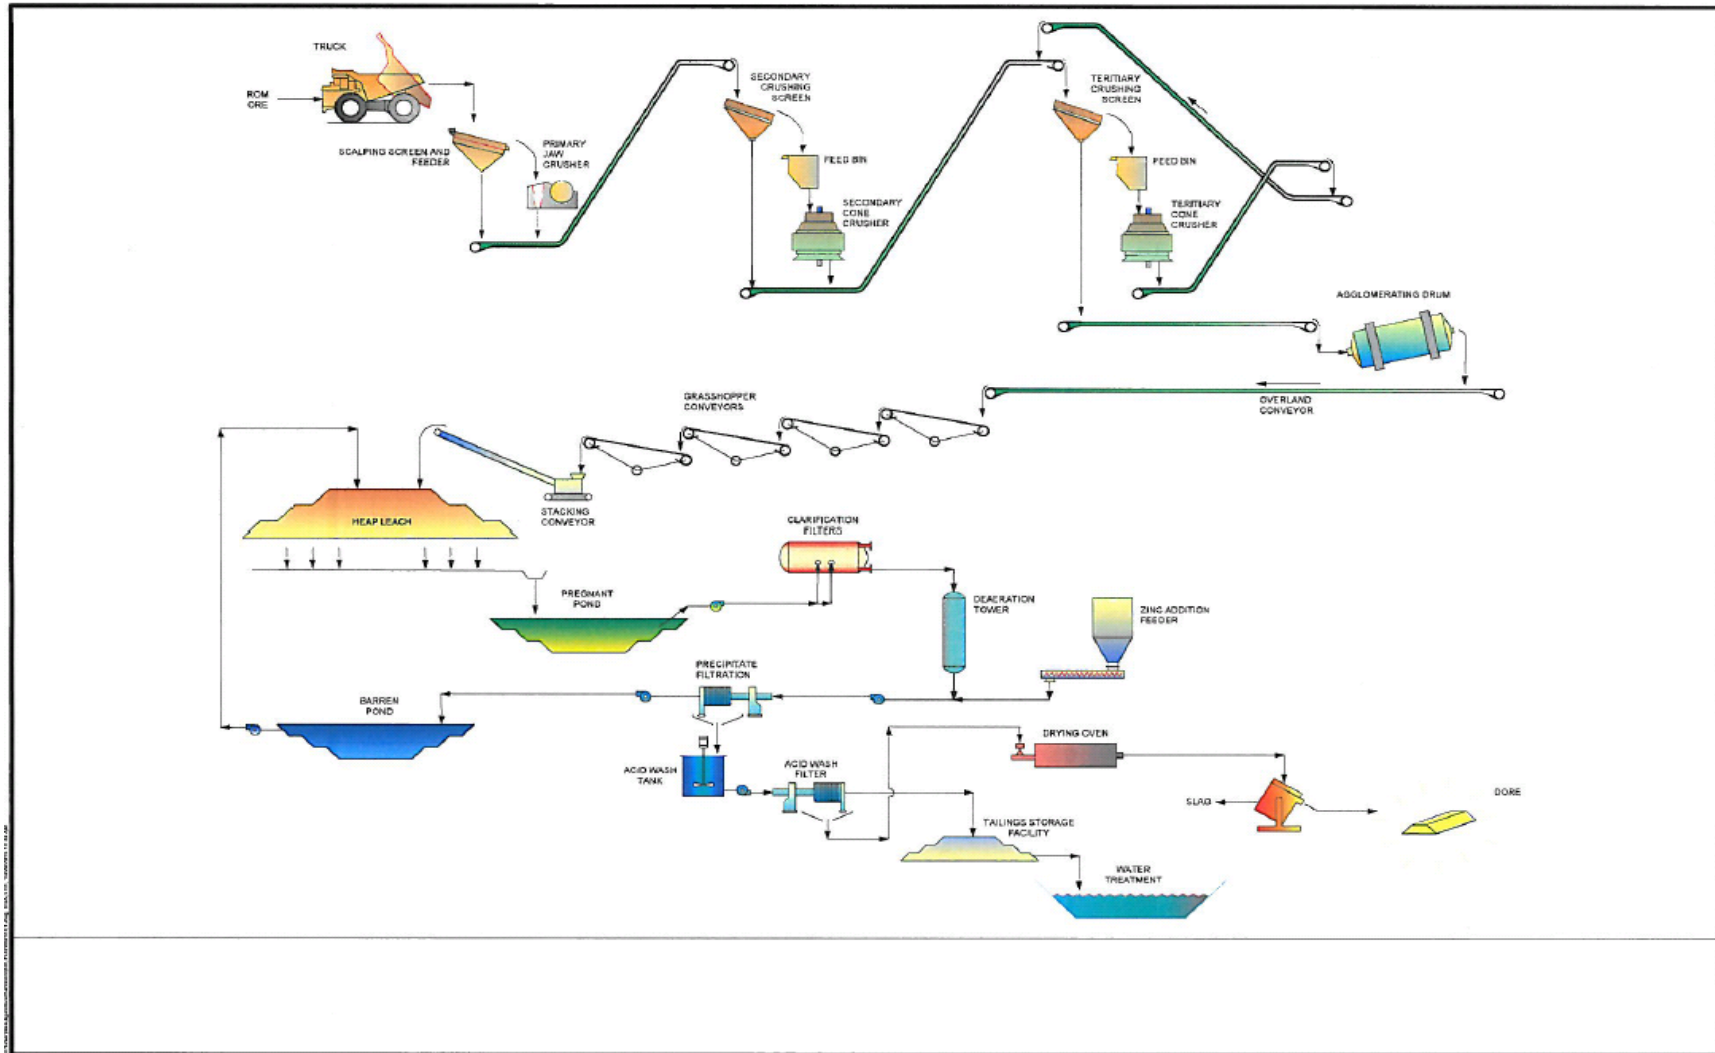 TRUCK
ROM
ORE
SCALPING SCREEN AND
FEEDER
PRIMARY
JAW
CRUSHER
SECONDARY
CRUSHING
SCREEN
FEED BIN
SECONDARY
CONE
CRUSHER
TERITIARY
CRUSHING
SCREEN
FEED BIN
TERITIARY
CONE
CRUSHER
AGGLOMERATING DRUM
OVERLAND
CONVEYOR
GRASSHOPPER
CONVEYORS
STACKING
CONVEYOR
HEAP LEACH
CLARIFICATION
FILTERS
PREGNANT
POND
DEAERATION
TOWER
ZINC ADDITION
FEEDER
PRECIPITATE
FILTRATION
BARREN
POND
ACID WASH
TANK
ACID WASH
FILTER
DRYING OVEN
SLAG
DORE
TAILINGS STORAGE
FACILITY
WATER
TREATMENT